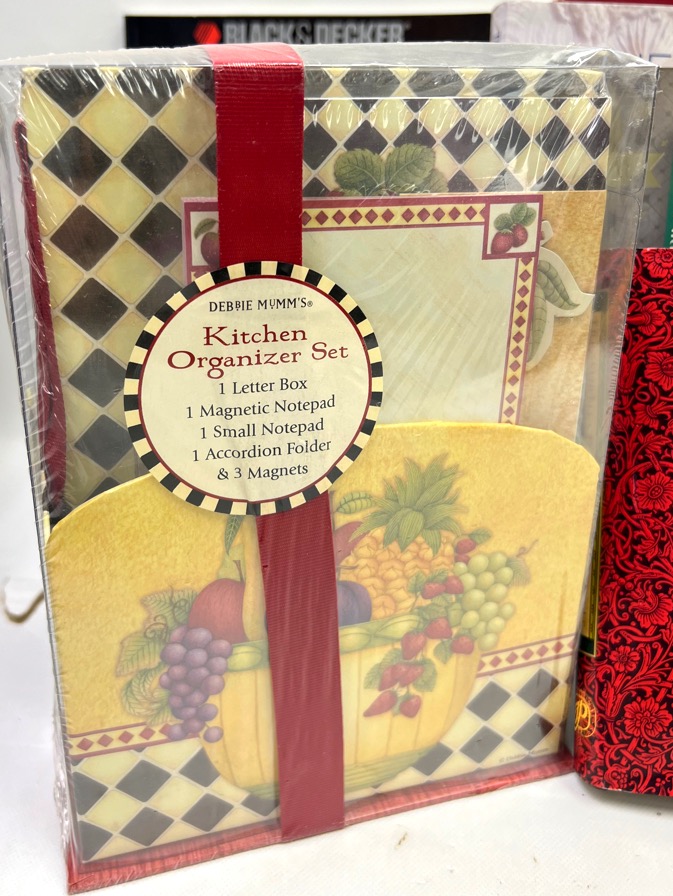 BLACK & DECKER
DEBBIE MUMM'S®
Kitchen
Organizer Set
1 Letter Box
1 Magnetic Notepad
1 Small Notepad
1 Accordion Folder
& 3 Magnets